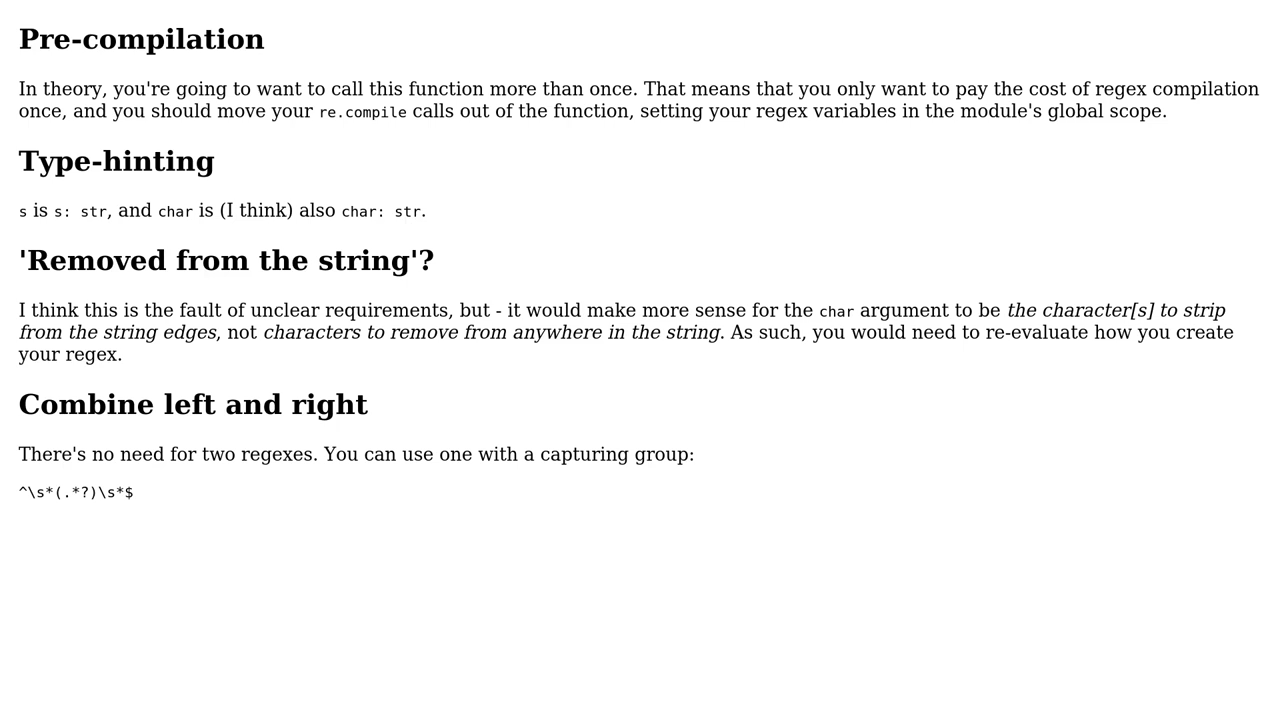 Pre-compilation
In theory, you're going to want to call this function more than once. That means that you only want to pay the cost of regex compilation
once, and you should move your re.compile calls out of the function, setting your regex variables in the module's global scope.
Type-hinting
s is s: str, and char is (I think) also char: str.
'Removed from the string'?
I think this is the fault of unclear requirements, but - it would make more sense for the char argument to be the character[s] to strip
from the string edges, not characters to remove from anywhere in the string. As such, you would need to re-evaluate how you create
your regex.
Combine left and right
There's no need for two regexes. You can use one with a capturing group:
^\s*(.*?)\s*$